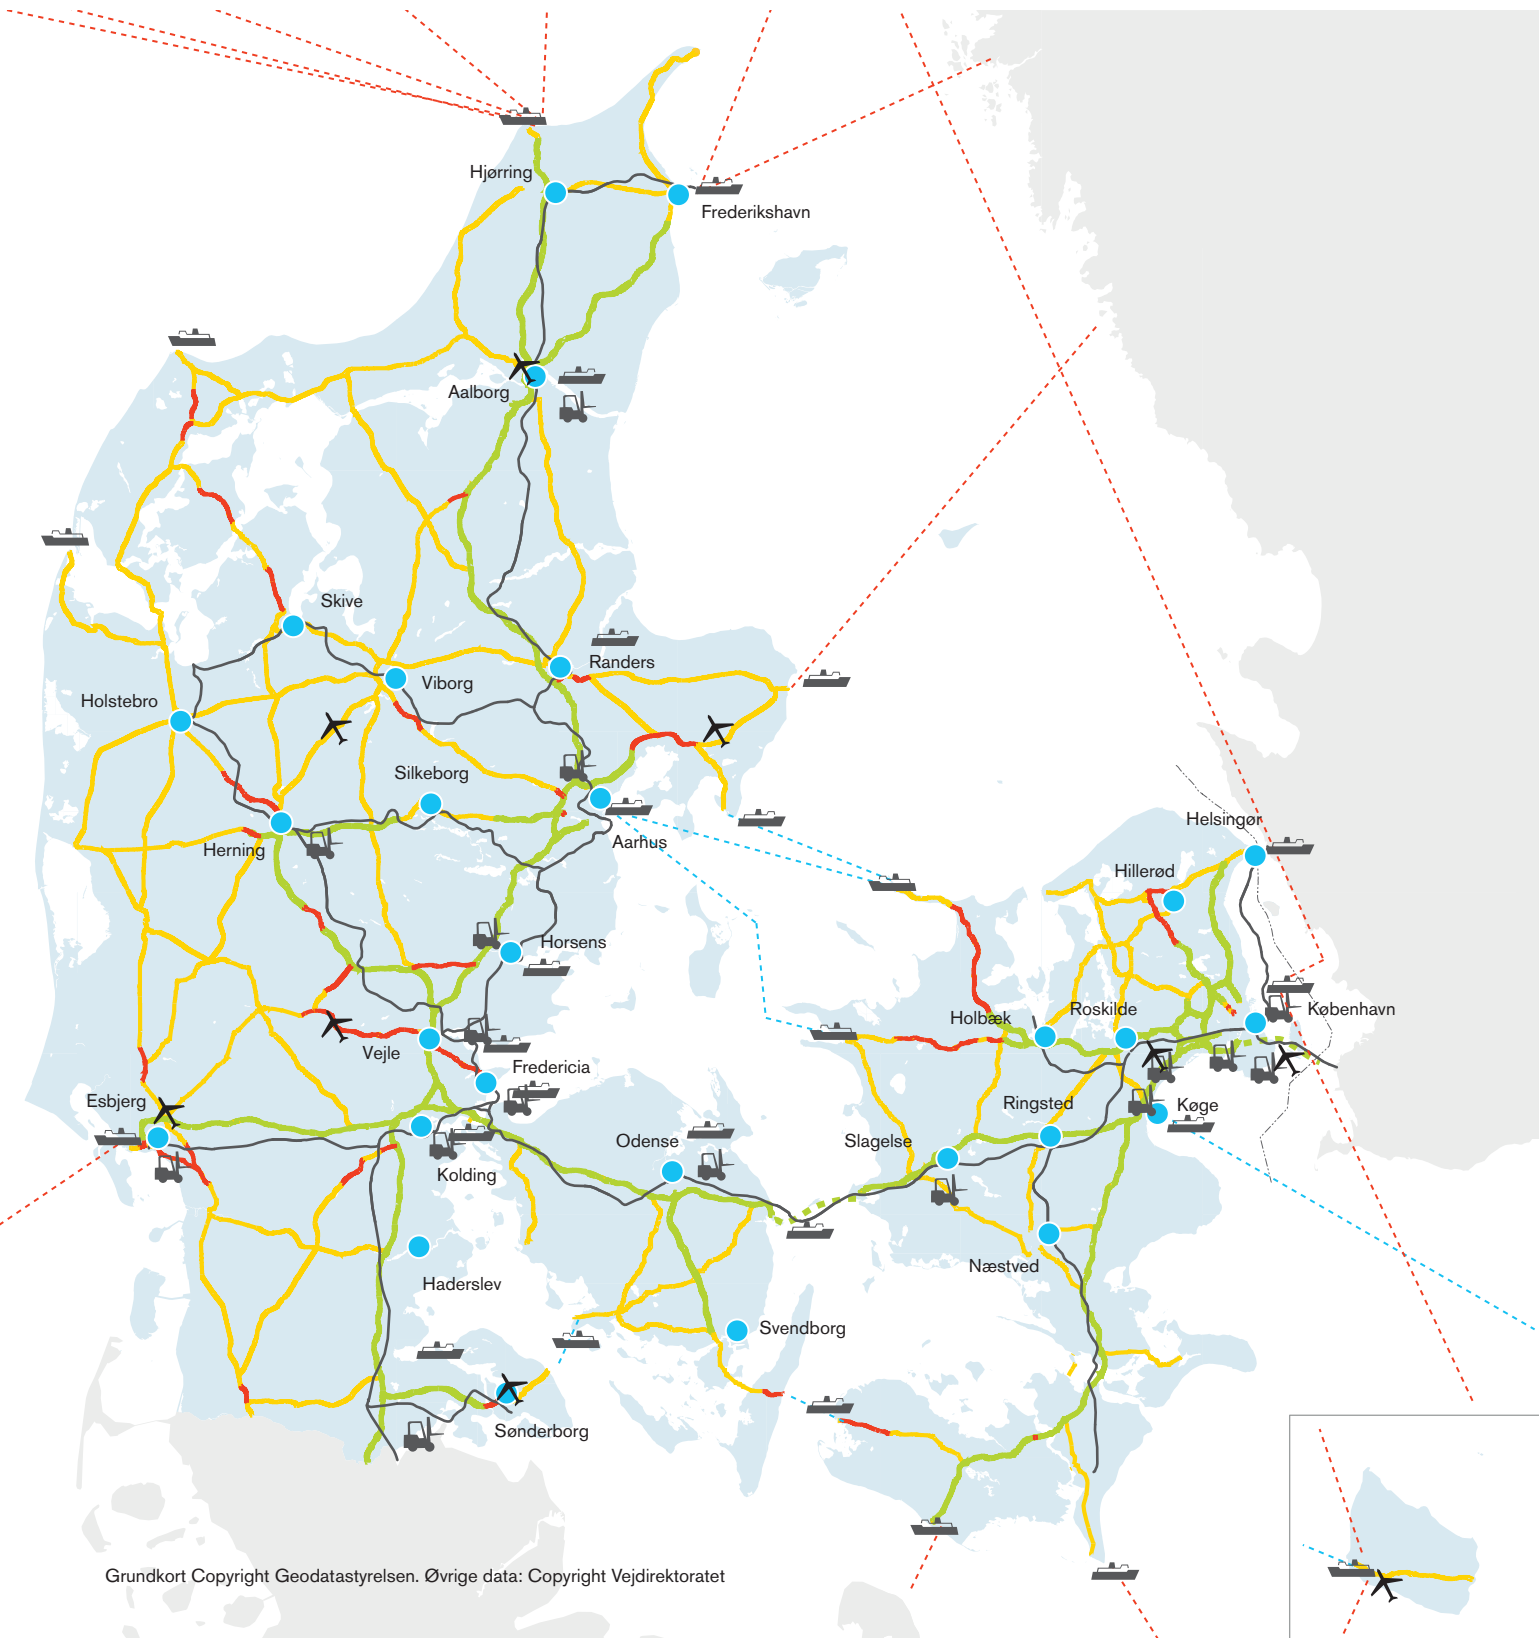 Hjørring
Frederikshavn
Aalborg
Skive
Randers
Viborg
Holstebro
Silkeborg
Helsingør
Aarhus
Herning
Hillerød
Horsens
Holbæk
Roskilde
København
Vejle
Fredericia
Esbjerg
Ringsted
Køge
Odense
Slagelse
Kolding
Næstved
Haderslev
Svendborg
Sønderborg
Grundkort Copyright Geodatastyrelsen. Øvrige data: Copyright Vejdirektoratet